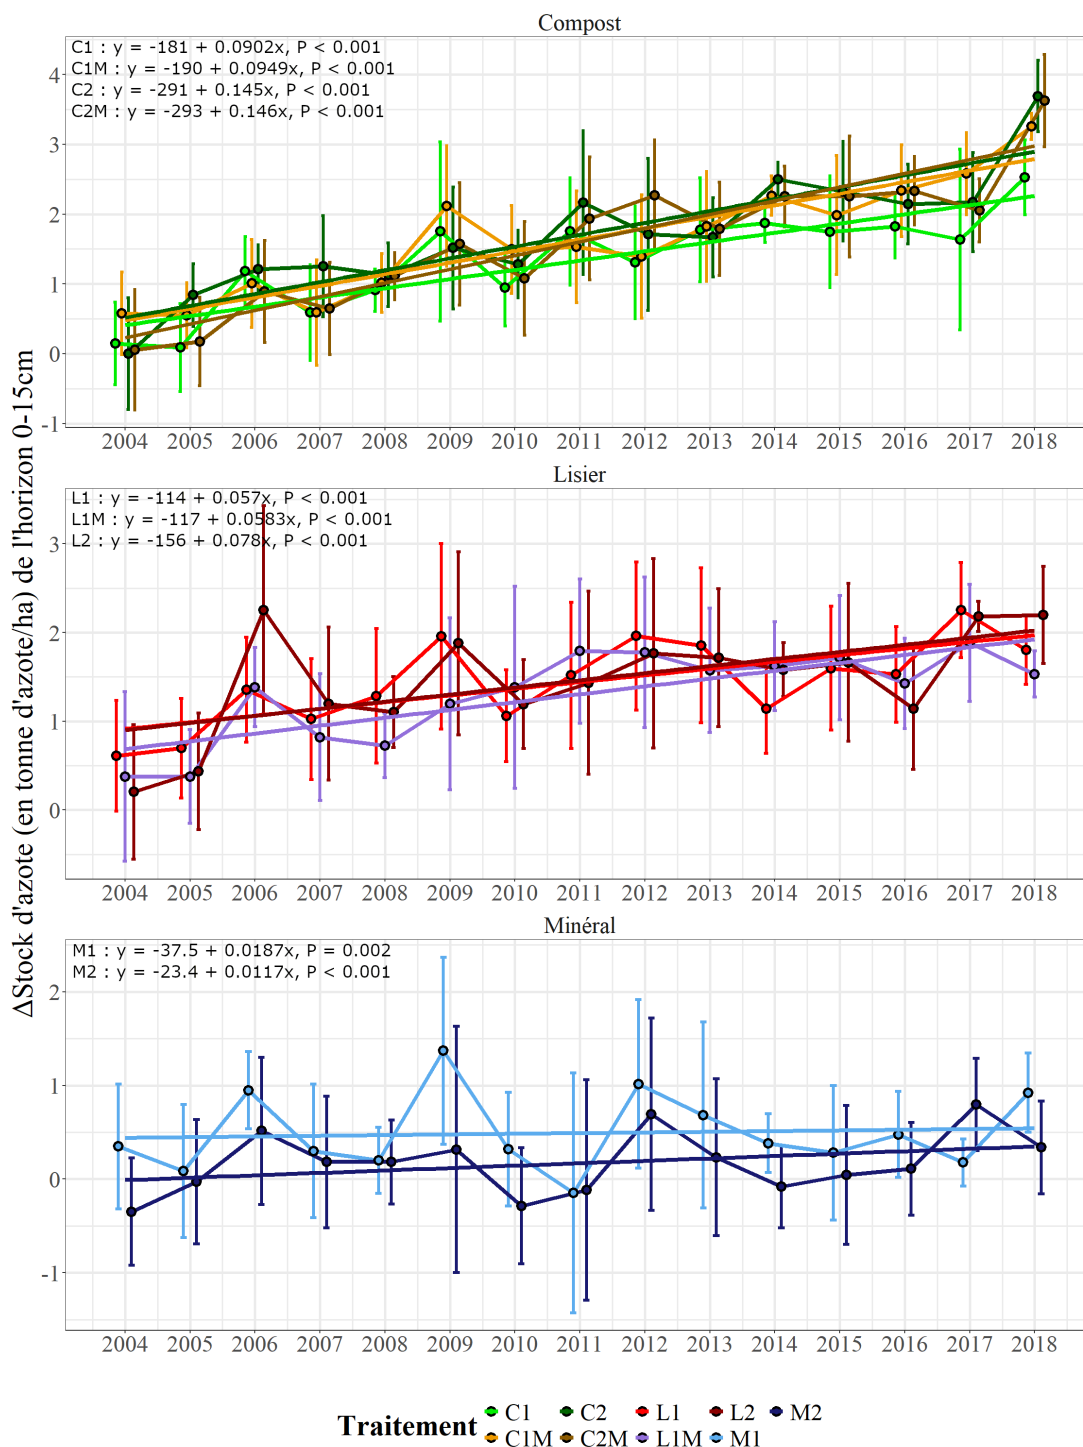 Compost
C1 : y = -181 + 0.0902x, P < 0.001
C1M : y = -190 + 0.0949x, P < 0.001
C2 : y = -291 + 0.145x, P < 0.001
C2M : y = -293 + 0.146x, P < 0.001
4
3
2
1
0
-1
2004 2005 2006 2007 2008 2009 2010 2011 2012 2013 2014 2015 2016 2017 2018
ΔStock d'azote (en tonne d'azote/ha) de l'horizon 0-15cm
Lisier
L1 : y = -114 + 0.057x, P < 0.001
L1M : y = -117 + 0.0583x, P < 0.001
L2 : y = -156 + 0.078x, P < 0.001
3
2
1
0
2004 2005 2006 2007 2008 2009 2010 2011 2012 2013 2014 2015 2016 2017 2018
Minéral
M1 : y = -37.5 + 0.0187x, P = 0.002
M2 : y = -23.4 + 0.0117x, P < 0.001
2
1
0
-1
2004 2005 2006 2007 2008 2009 2010 2011 2012 2013 2014 2015 2016 2017 2018
Traitement
C1 C2 L1 L2 M2
C1M C2M L1M M1